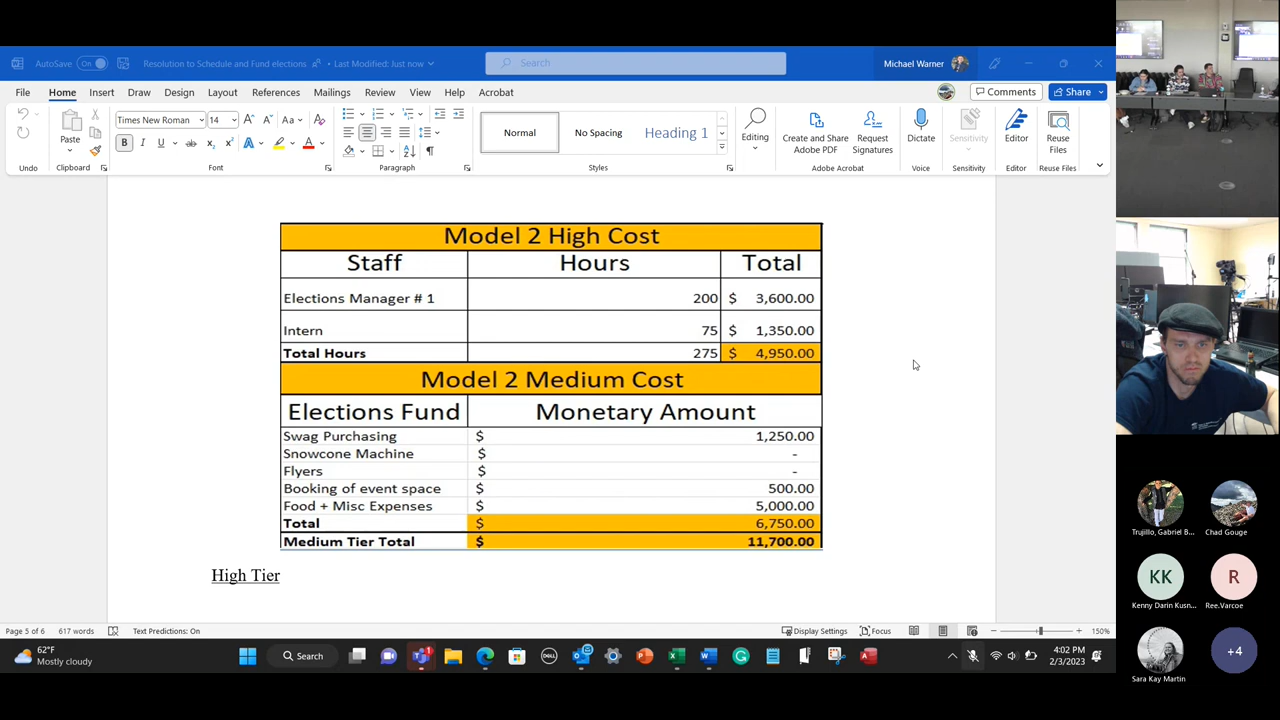 AutoSave On Resolution to Schedule and Fund elections • Last Modified: Just now Search Michael Warner
File Home Insert Draw Design Layout References Mailings Review View Help Acrobat Comments Share
Times New Roman 14 Aa
Paste B I U ab x₂ x² A A
Normal No Spacing Heading 1
Editing Create and Share Adobe PDF Request Signatures Dictate Sensitivity Editor Reuse Files
Undo Clipboard Font Paragraph Styles Adobe Acrobat Voice Sensitivity Editor Reuse Files
Model 2 High Cost
Staff Hours Total
Elections Manager # 1 200 $ 3,600.00
Intern 75 $ 1,350.00
Total Hours 275 $ 4,950.00
Model 2 Medium Cost
Elections Fund Monetary Amount
Swag Purchasing $ 1,250.00
Snowcone Machine $ -
Flyers $ -
Booking of event space $ 500.00
Food + Misc Expenses $ 5,000.00
Total $ 6,750.00
Medium Tier Total $ 11,700.00
High Tier
Page 5 of 6 617 words Text Predictions: On Display Settings Focus 150%
62°F
Mostly cloudy
Search
4:02 PM
2/3/2023
Trujillo, Gabriel B...
Chad Gouge
KK
Kenny Darin Kusn...
R
Ree.Varcoe
Sara Kay Martin
+4